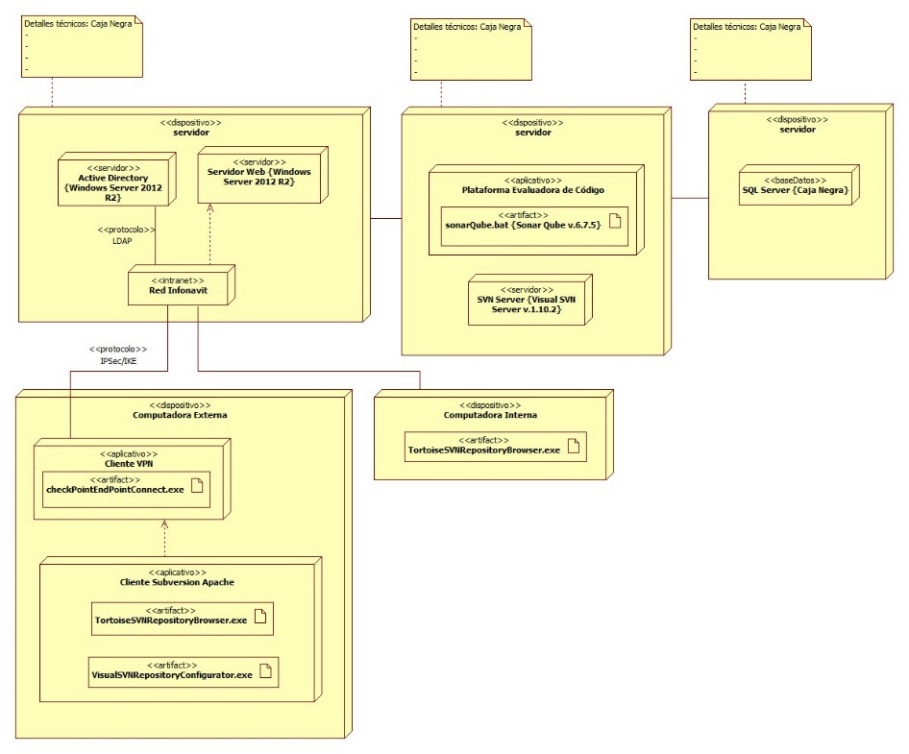 Detalles técnicos: Caja Negra
-
-
-
-
Detalles técnicos: Caja Negra
-
-
-
-
Detalles técnicos: Caja Negra
-
-
-
-
<<dispositivo>>
servidor
<<servidor>>
Active Directory
{Windows Server 2012
R2}
<<servidor>>
Servidor Web {Windows
Server 2012 R2}
<<protocolo>>
LDAP
<<intranet>>
Red Infonavit
<<dispositivo>>
servidor
<<aplicativo>>
Plataforma Evaluadora de Código
<<artifact>>
sonarQube.bat {Sonar Qube v.6.7.5}
<<servidor>>
SVN Server {Visual SVN
Server v.1.10.2}
<<dispositivo>>
servidor
<<baseDatos>>
SQL Server {Caja Negra}
<<protocolo>>
IPSec/IKE
<<dispositivo>>
Computadora Externa
<<aplicativo>>
Cliente VPN
<<artifact>>
checkPointEndPointConnect.exe
<<aplicativo>>
Cliente Subversion Apache
<<artifact>>
TortoiseSVNRepositoryBrowser.exe
<<artifact>>
VisualSVNRepositoryConfigurator.exe
<<dispositivo>>
Computadora Interna
<<artifact>>
TortoiseSVNRepositoryBrowser.exe